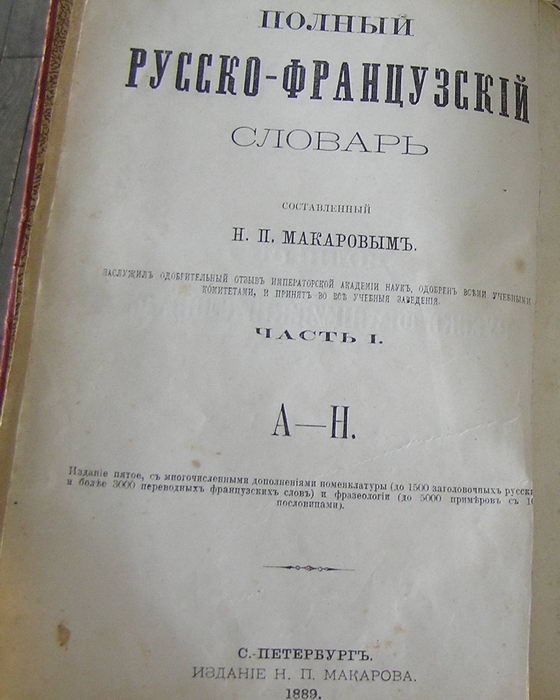 ПОЛНЫЙ
РУССКО-ФРАНЦУЗСКІЙ
СЛОВАРЬ
СОСТАВЛЕННЫЙ
Н. П. МАКАРОВЫМЪ.
ЗАСЛУЖИЛЪ ОДОБРИТЕЛЬНЫЙ ОТЗЫВЪ ИМПЕРАТОРСКОЙ АКАДЕМІИ НАУКЪ, ОДОБРЕНЪ ВСѢМИ УЧЕБНЫМИ
КОМИТЕТАМИ, И ПРИНЯТЪ ВО ВСѢ УЧЕБНЫЯ ЗАВЕДЕНІЯ.
ЧАСТЬ I.
А—Н.
Изданіе пятое, съ многочисленными дополненіями номенклатуры (до 1500 заголовочныхъ русски
и болѣе 3000 переводныхъ французскихъ словъ) и фразеологіи (до 5000 примѣровъ съ 10
пословицами).
С.-ПЕТЕРБУРГЪ.
ИЗДАНІЕ Н. П. МАКАРОВА.
1889.